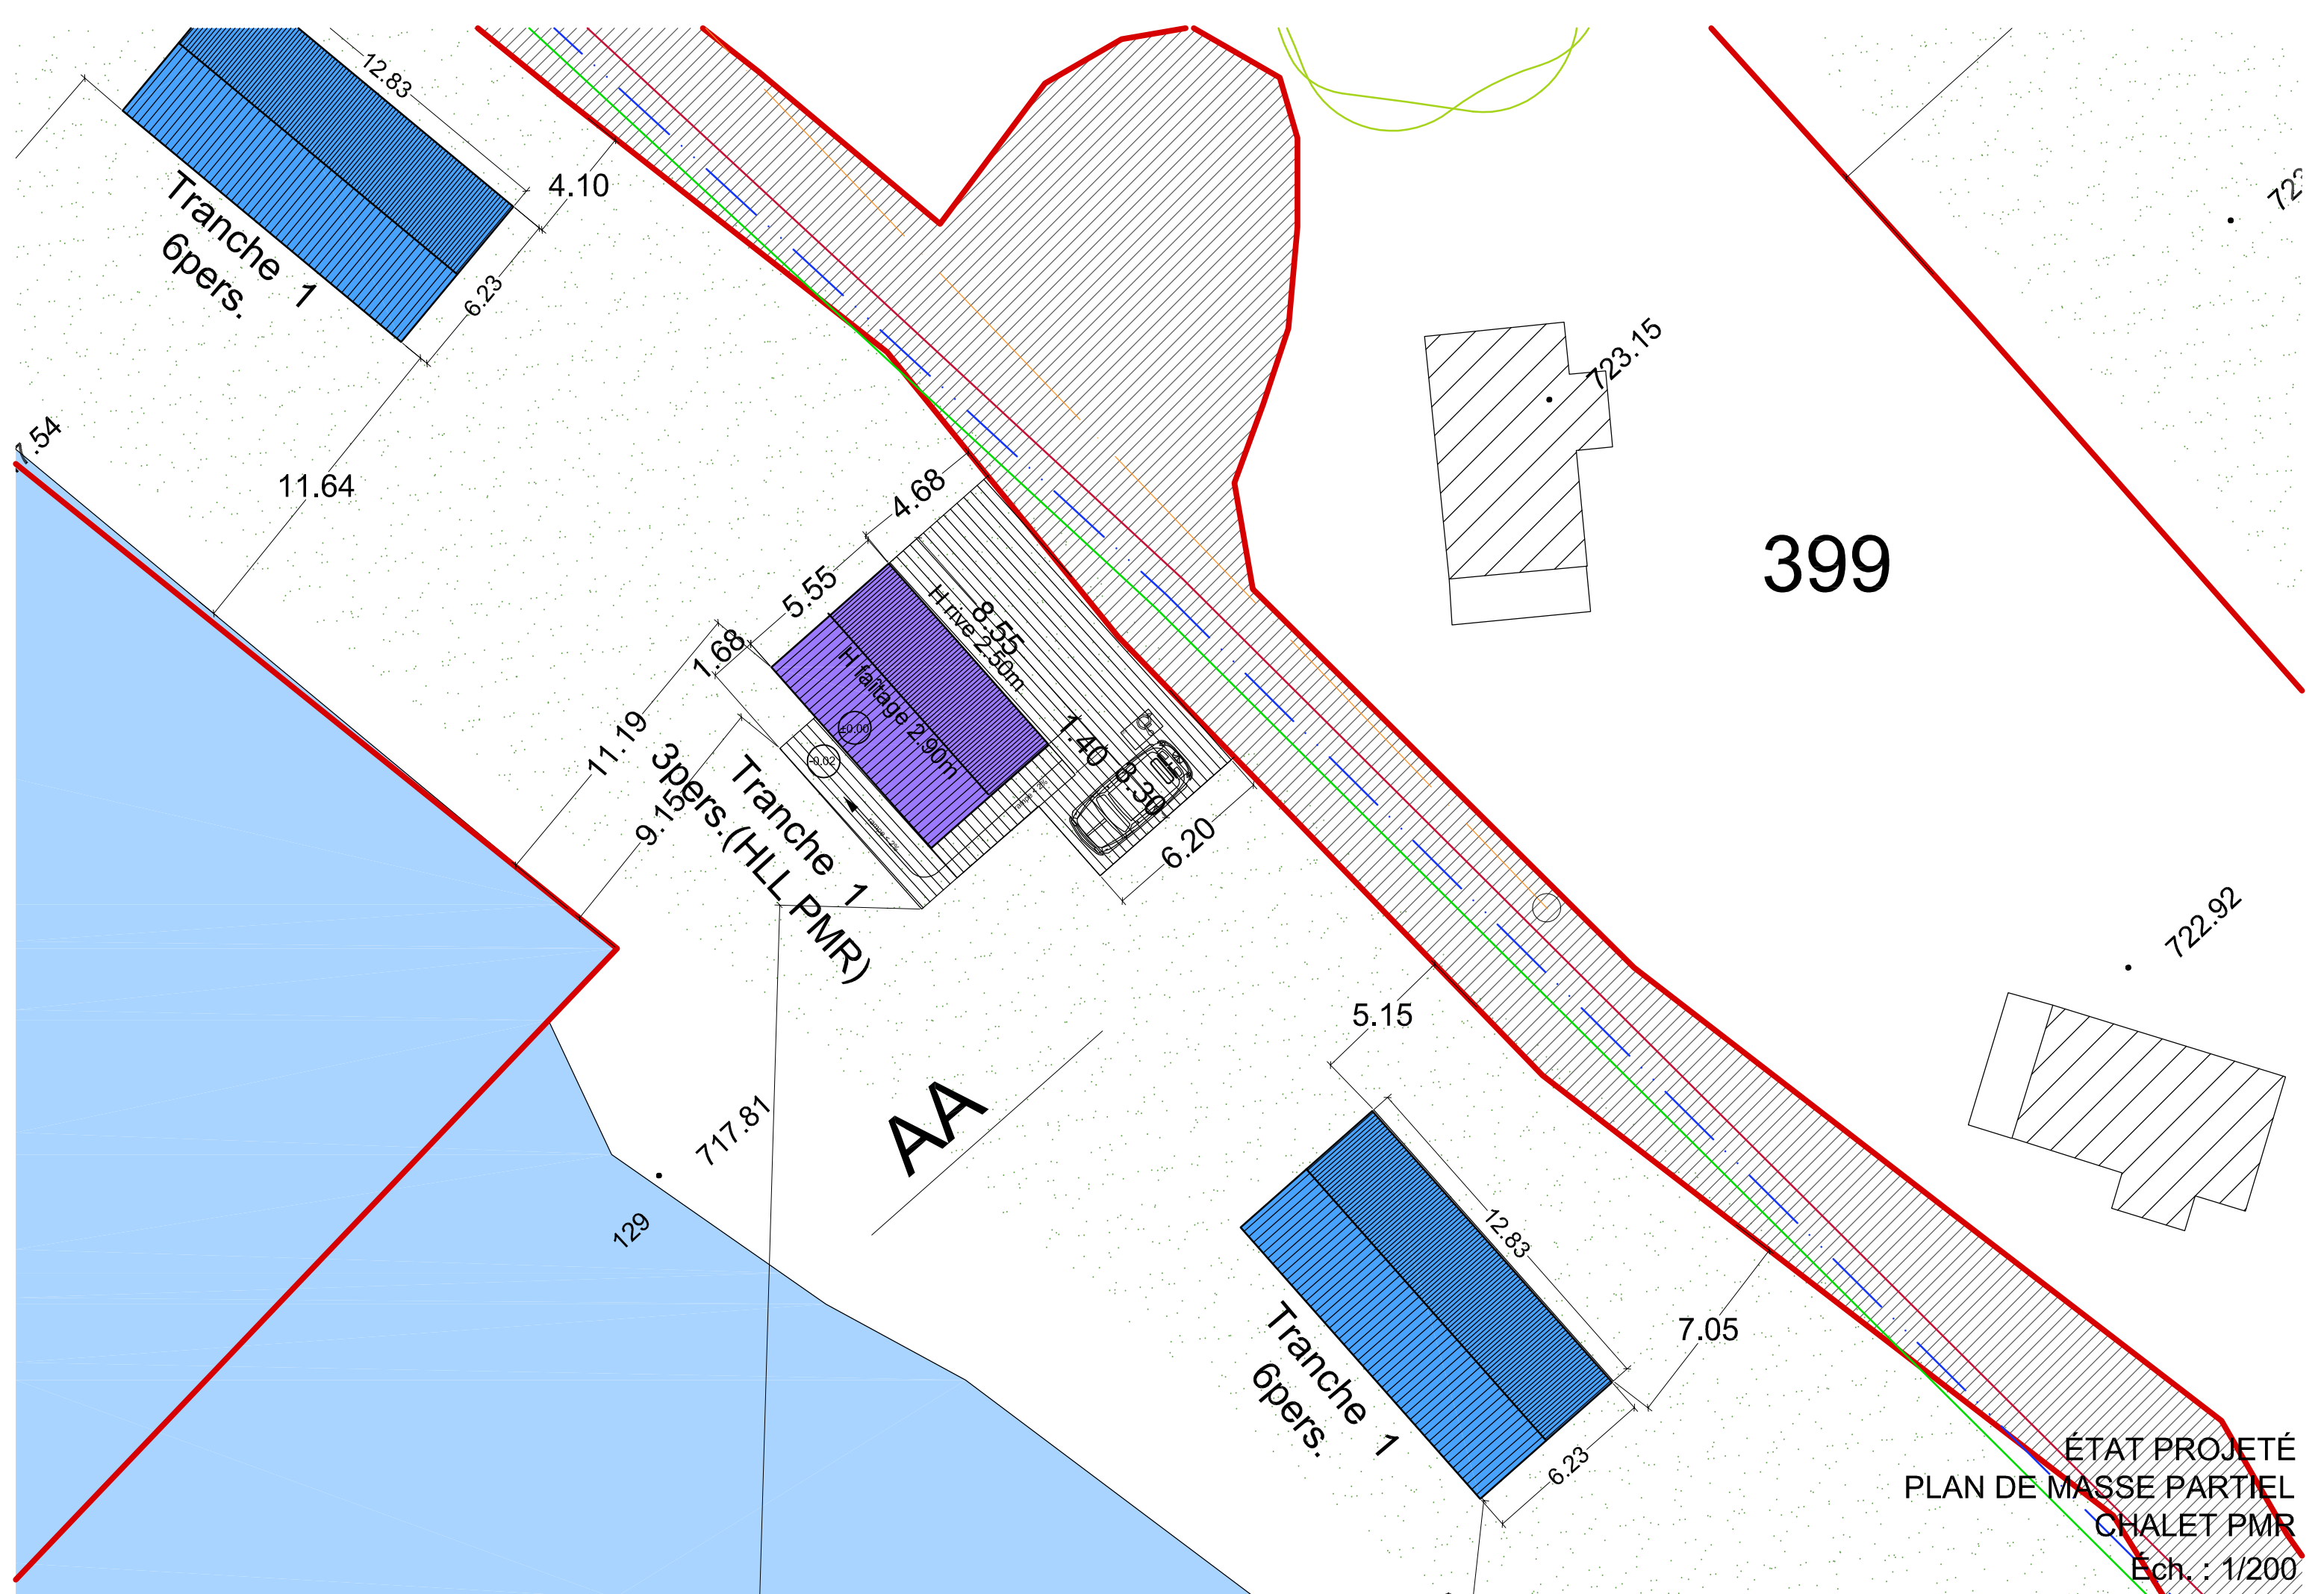 12.83
4.10
Tranche 1
6pers.
6.23
.54
11.64
723.15
399
4.68
5.55
1.68
8.55
H rive 2.50m
H faîtage 2.90m
±0.00
-0.02
11.19
9.15
Tranche 1
3pers.(HLL PMR)
1.40
8.30
6.20
722.92
5.15
717.81
AA
129
12.83
7.05
Tranche 1
6pers.
6.23
ÉTAT PROJETÉ
PLAN DE MASSE PARTIEL
CHALET PMR
Éch. : 1/200